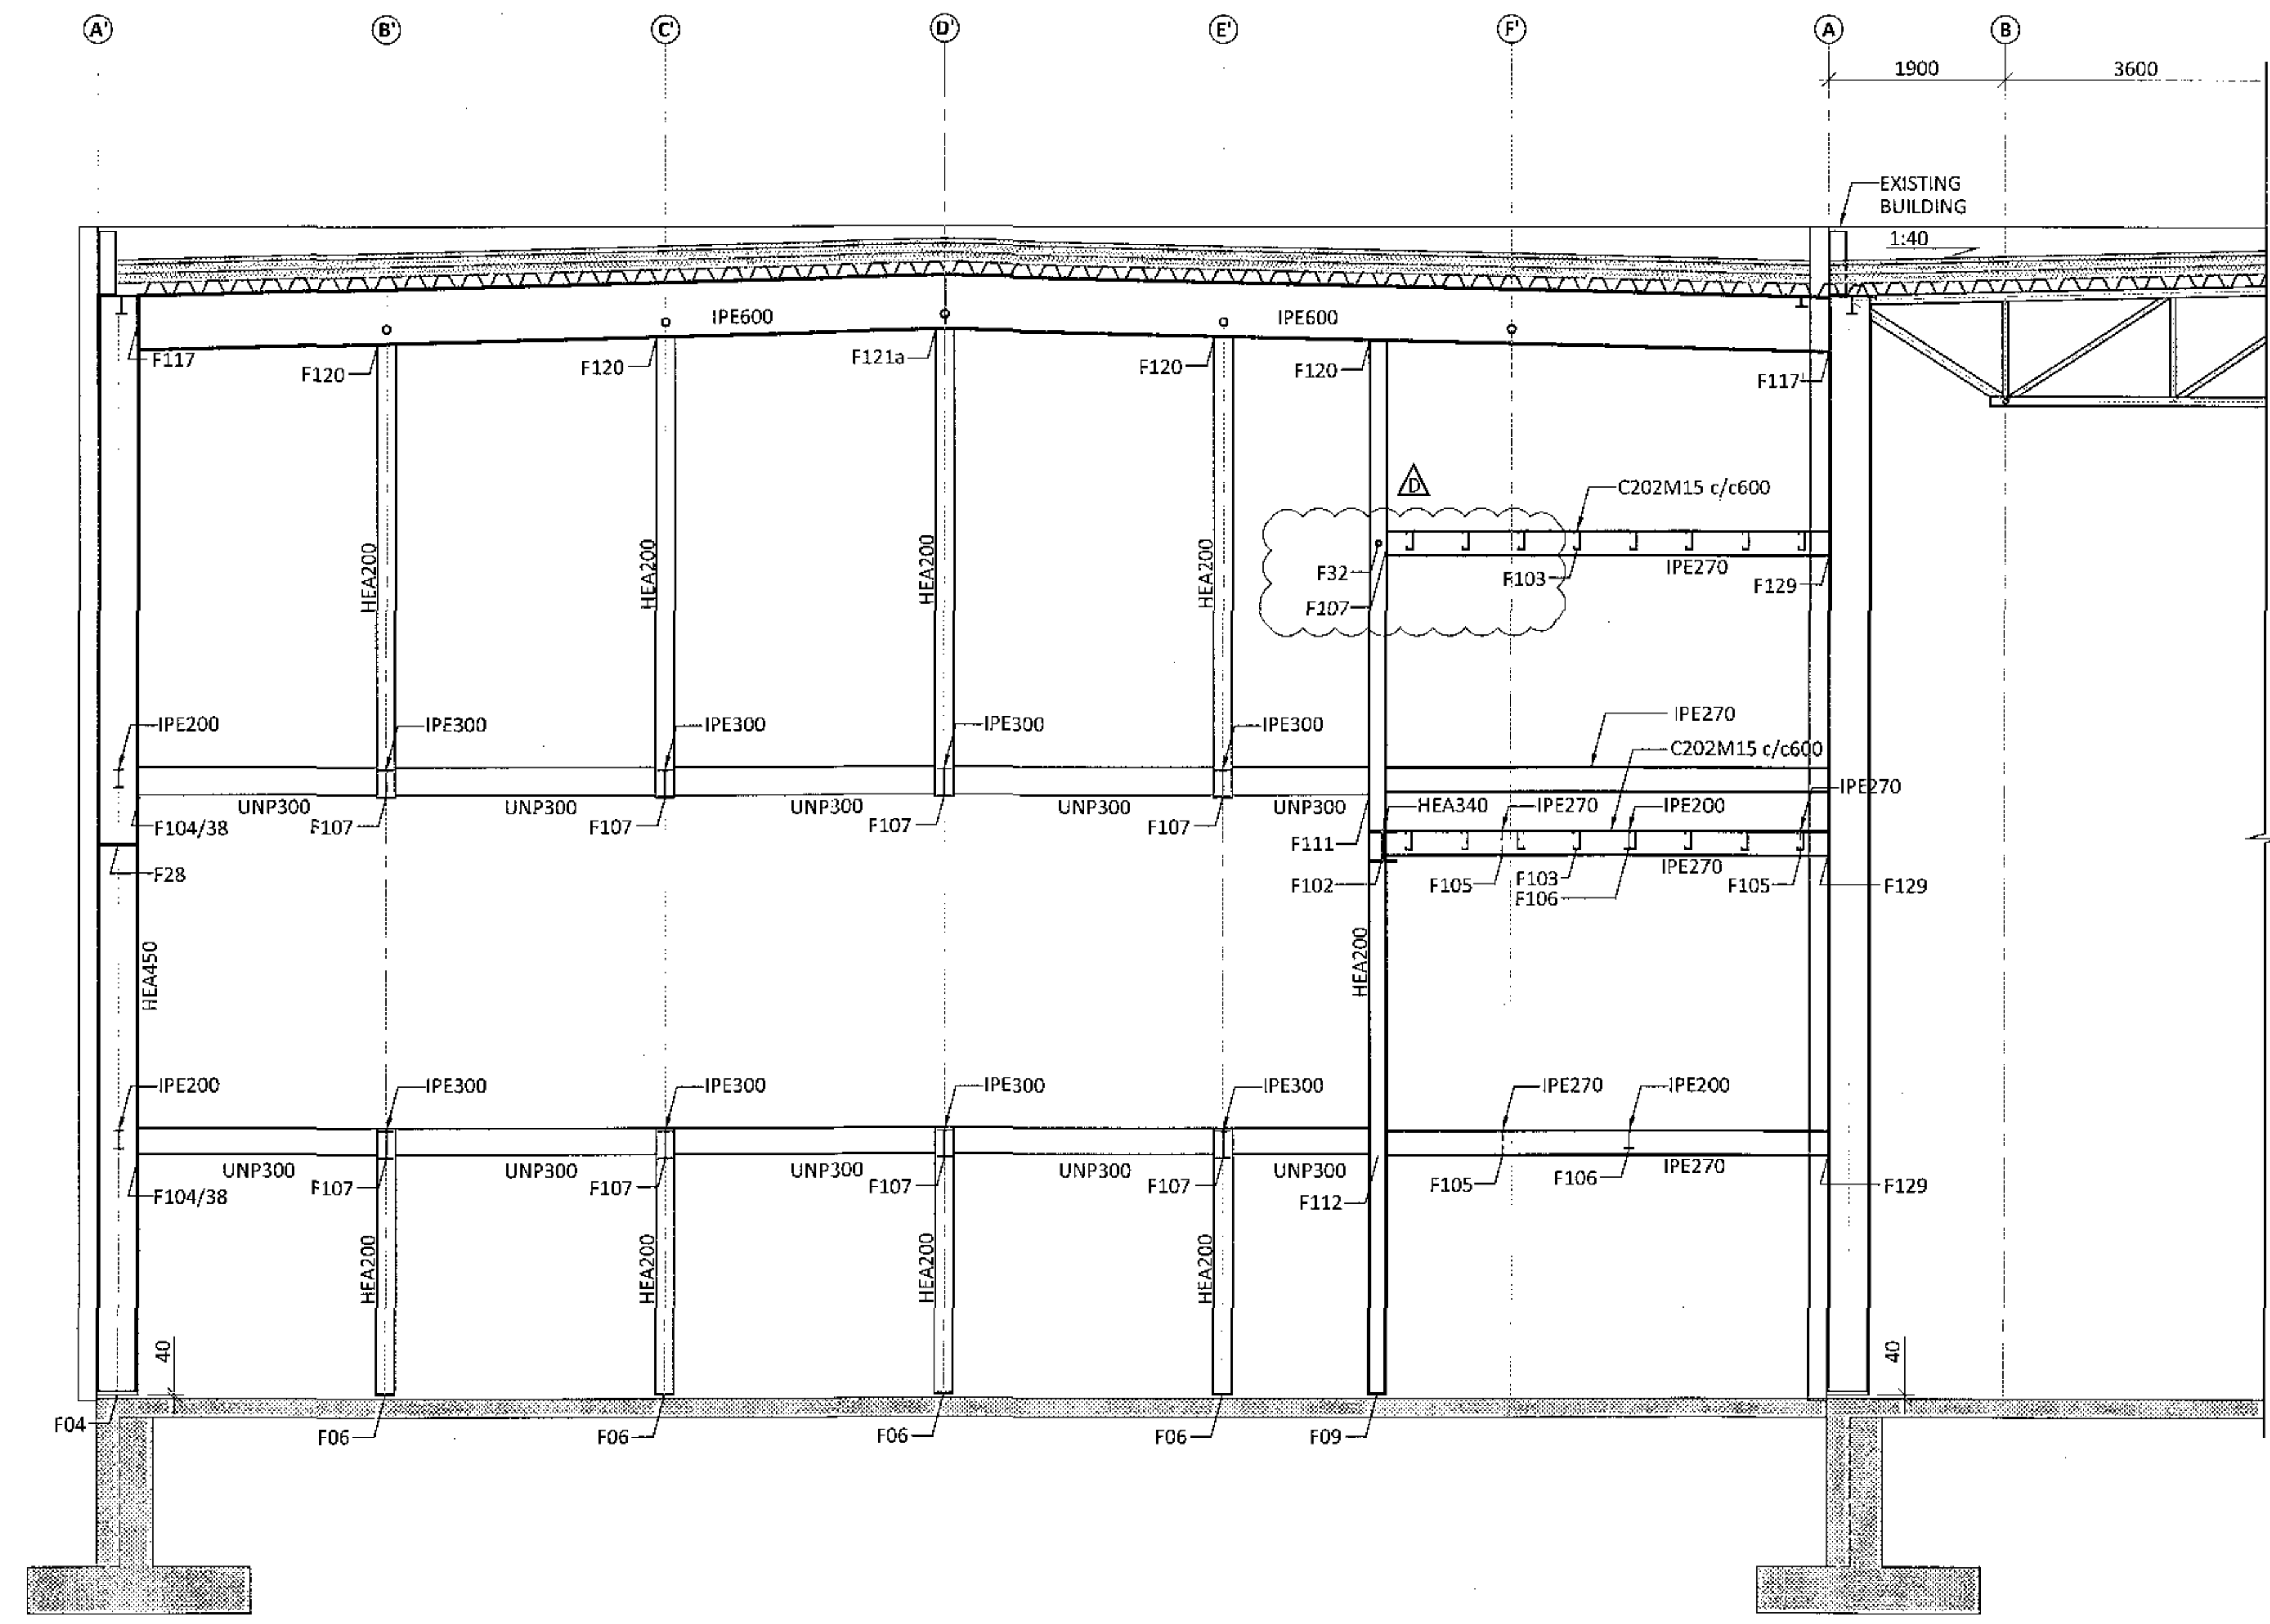 A' B' C' D' E' F' A B
1900 3600
EXISTING
BUILDING
1:40
IPE600 IPE600
F117 F120 F120 F121a F120 F120 F117
D
C202M15 c/c600
HEA200 HEA200 HEA200 HEA200
F32 F103 IPE270 F129
F107
IPE270
IPE200 IPE300 IPE300 IPE300 IPE300
C202M15 c/c600
IPE270
UNP300 UNP300 UNP300 UNP300 UNP300 HEA340 IPE270 IPE200
F104/38 F107 F107 F107 F107 F111
F28 F102 F105 F103 IPE270 F105 F129
F106
HEA450 HEA200
IPE200 IPE300 IPE300 IPE300 IPE300 IPE270 IPE200
UNP300 UNP300 UNP300 UNP300 UNP300 IPE270
F104/38 F107 F107 F107 F107 F112 F105 F106 F129
HEA200 HEA200 HEA200 HEA200
40 40
F04 F06 F06 F06 F06 F09